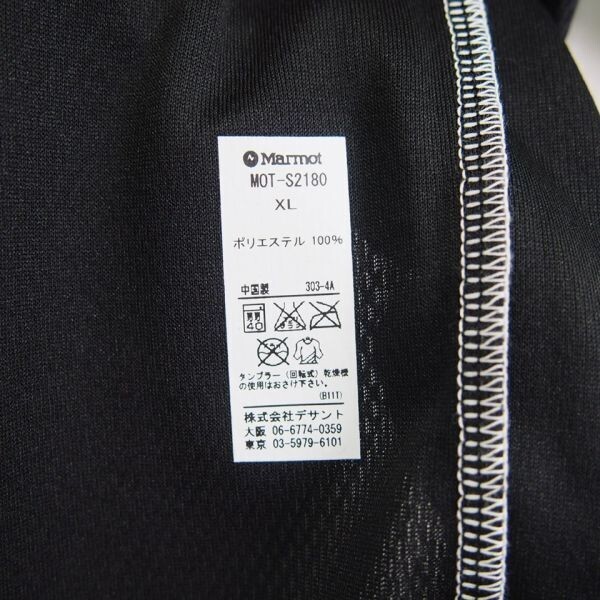 Marmot
MOT-S2180
XL
ポリエステル 100%
中国製 303-4A
40
タンブラー（回転式）乾燥機
の使用はおさけ下さい。
(B111)
株式会社デサント
大阪 06-6774-0359
東京 03-5979-6101